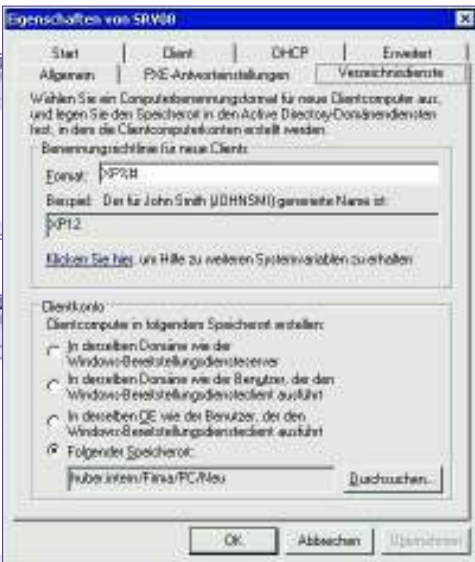 Eigenschaften von SRV08
Start Client DHCP Erweitert
Allgemein PXE-Antworteinstellungen Verzeichnisdienste
Wählen Sie ein Computerbenennungsformat für neue Clientcomputer aus,
und legen Sie den Speicherort in den Active Directory-Domänendiensten
fest, in dem die Clientcomputerkonten erstellt werden.
Benennungsrichtlinie für neue Clients
Format: XP%#
Beispiel: Der für John Smith (JOHNSMI) generierte Name ist:
XP12
Klicken Sie hier, um Hilfe zu weiteren Systemvariablen zu erhalten
Clientkonto
Clientcomputer in folgendem Speicherort erstellen:
In derselben Domäne wie der
Windows-Bereitstellungsdiensteserver
In derselben Domäne wie der Benutzer, der den
Windows-Bereitstellungsdiensteclient ausführt
In derselben OE wie der Benutzer, der den
Windows-Bereitstellungsdiensteclient ausführt
Folgender Speicherort:
huber.intern/Firma/PC/Neu Durchsuchen...
OK Abbrechen Übernehmen